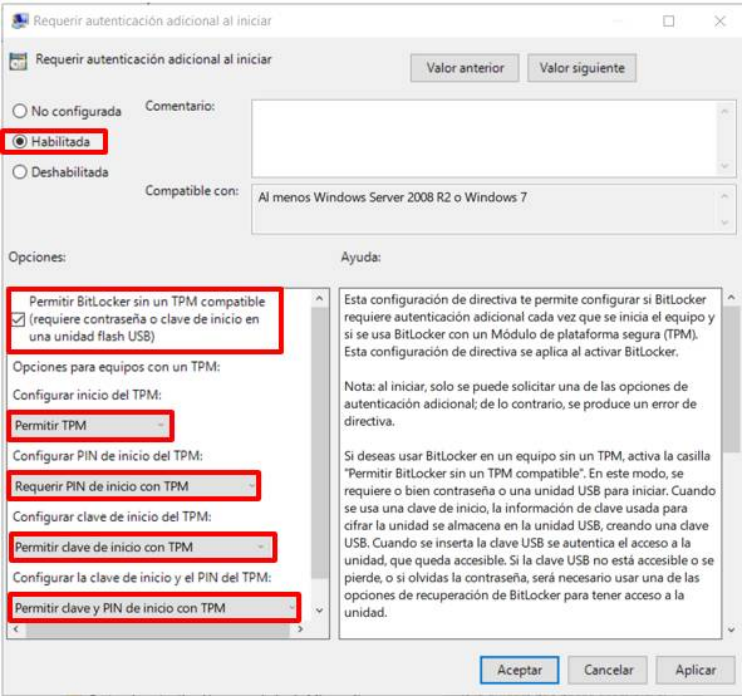 Requerir autenticación adicional al iniciar
Requerir autenticación adicional al iniciar
Valor anterior
Valor siguiente
No configurada
Comentario:
Habilitada
Deshabilitada
Compatible con:
Al menos Windows Server 2008 R2 o Windows 7
Opciones:
Ayuda:
Permitir BitLocker sin un TPM compatible
(requiere contraseña o clave de inicio en
una unidad flash USB)
Opciones para equipos con un TPM:
Configurar inicio del TPM:
Permitir TPM
Configurar PIN de inicio del TPM:
Requerir PIN de inicio con TPM
Configurar clave de inicio del TPM:
Permitir clave de inicio con TPM
Configurar la clave de inicio y el PIN del TPM:
Permitir clave y PIN de inicio con TPM
Esta configuración de directiva te permite configurar si BitLocker
requiere autenticación adicional cada vez que se inicia el equipo y
si se usa BitLocker con un Módulo de plataforma segura (TPM).
Esta configuración de directiva se aplica al activar BitLocker.
Nota: al iniciar, solo se puede solicitar una de las opciones de
autenticación adicional; de lo contrario, se produce un error de
directiva.
Si deseas usar BitLocker en un equipo sin un TPM, activa la casilla
"Permitir BitLocker sin un TPM compatible". En este modo, se
requiere o bien contraseña o una unidad USB para iniciar. Cuando
se usa una clave de inicio, la información de clave usada para
cifrar la unidad se almacena en la unidad USB, creando una clave
USB. Cuando se inserta la clave USB se autentica el acceso a la
unidad, que queda accesible. Si la clave USB no está accesible o se
pierde, o si olvidas la contraseña, será necesario usar una de las
opciones de recuperación de BitLocker para tener acceso a la
unidad.
Aceptar
Cancelar
Aplicar